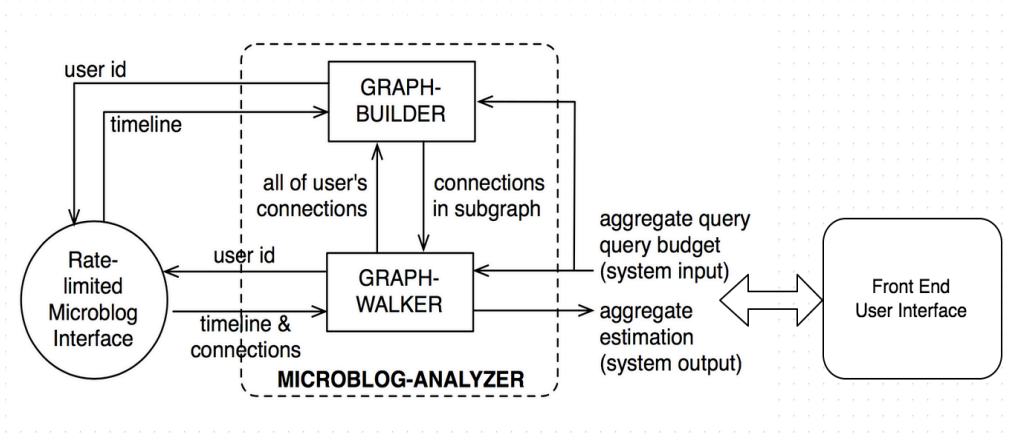 user id
GRAPH-
BUILDER
timeline
all of user's
connections
connections
in subgraph
Rate-
limited
Microblog
Interface
user id
GRAPH-
WALKER
timeline &
connections
aggregate query
query budget
(system input)
aggregate
estimation
(system output)
Front End
User Interface
MICROBLOG-ANALYZER